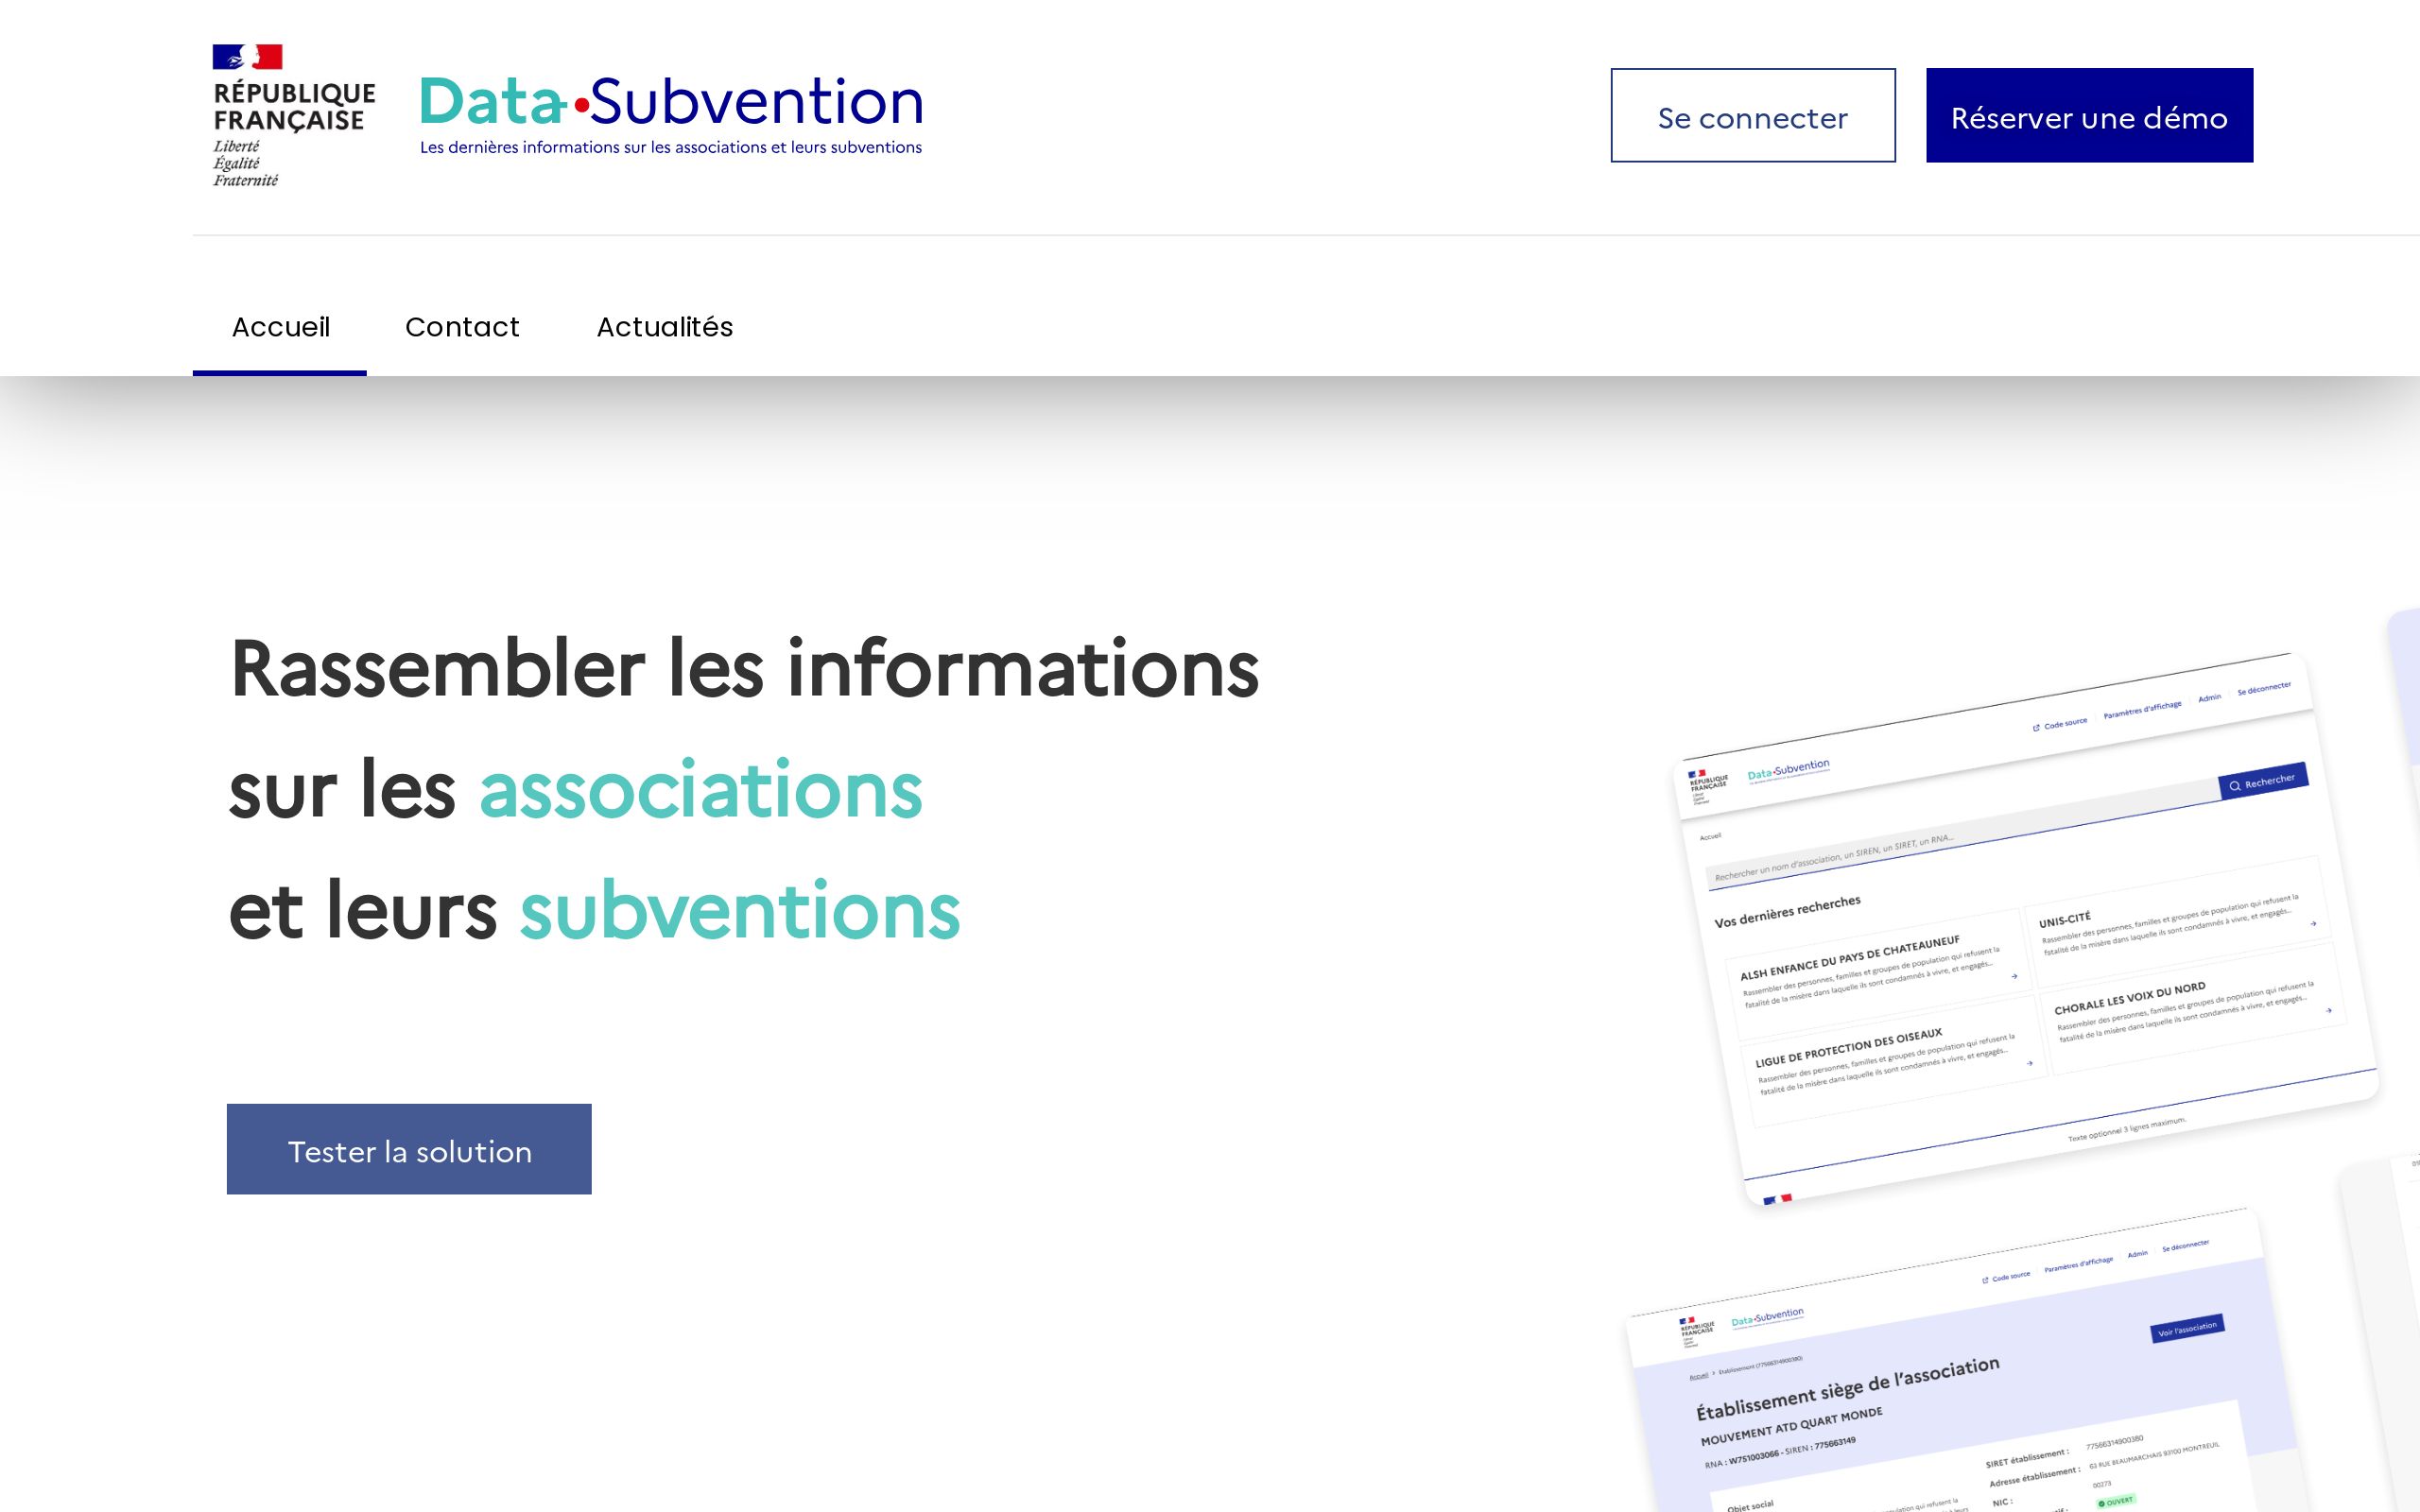 RÉPUBLIQUE
FRANÇAISE
Liberté
Égalité
Fraternité
Data•Subvention
Les dernières informations sur les associations et leurs subventions
Se connecter
Réserver une démo
Accueil
Contact
Actualités
Rassembler les informations
sur les associations
et leurs subventions
Tester la solution
RÉPUBLIQUE
FRANÇAISE
Data•Subvention
Code source
Paramètres d'affichage
Admin
Se déconnecter
Accueil
Rechercher un nom d'association, un SIREN, un SIRET, un RNA...
Rechercher
Vos dernières recherches
ALSH ENFANCE DU PAYS DE CHATEAUNEUF
Rassembler des personnes, familles et groupes de population qui refusent la
fatalité de la misère dans laquelle ils sont condamnés à vivre, et engagés...
UNIS-CITÉ
Rassembler des personnes, familles et groupes de population qui refusent la
fatalité de la misère dans laquelle ils sont condamnés à vivre, et engagés...
LIGUE DE PROTECTION DES OISEAUX
Rassembler des personnes, familles et groupes de population qui refusent la
fatalité de la misère dans laquelle ils sont condamnés à vivre, et engagés...
CHORALE LES VOIX DU NORD
Rassembler des personnes, familles et groupes de population qui refusent la
fatalité de la misère dans laquelle ils sont condamnés à vivre, et engagés...
Texte optionnel 3 lignes maximum.
RÉPUBLIQUE
FRANÇAISE
Data•Subvention
Code source
Paramètres d'affichage
Admin
Se déconnecter
Accueil > Etablissement (77566314900380)
Voir l'association
Établissement siège de l'association
MOUVEMENT ATD QUART MONDE
RNA : W751003066 - SIREN : 775663149
Objet social
SIRET établissement : 77566314900380
Adresse établissement : 63 RUE BEAUMARCHAIS 93100 MONTREUIL
NIC : 00273
OUVERT